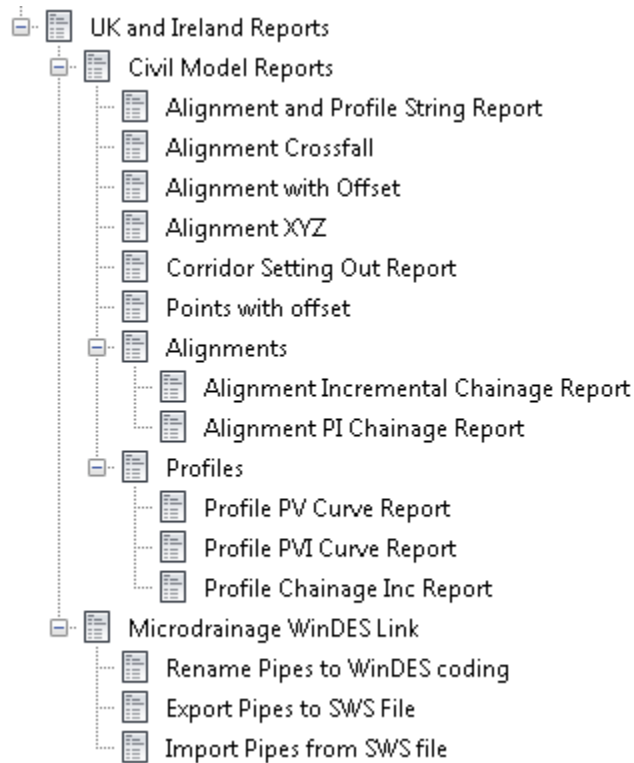 UK and Ireland Reports
Civil Model Reports
Alignment and Profile String Report
Alignment Crossfall
Alignment with Offset
Alignment XYZ
Corridor Setting Out Report
Points with offset
Alignments
Alignment Incremental Chainage Report
Alignment PI Chainage Report
Profiles
Profile PV Curve Report
Profile PVI Curve Report
Profile Chainage Inc Report
Microdrainage WinDES Link
Rename Pipes to WinDES coding
Export Pipes to SWS File
Import Pipes from SWS file